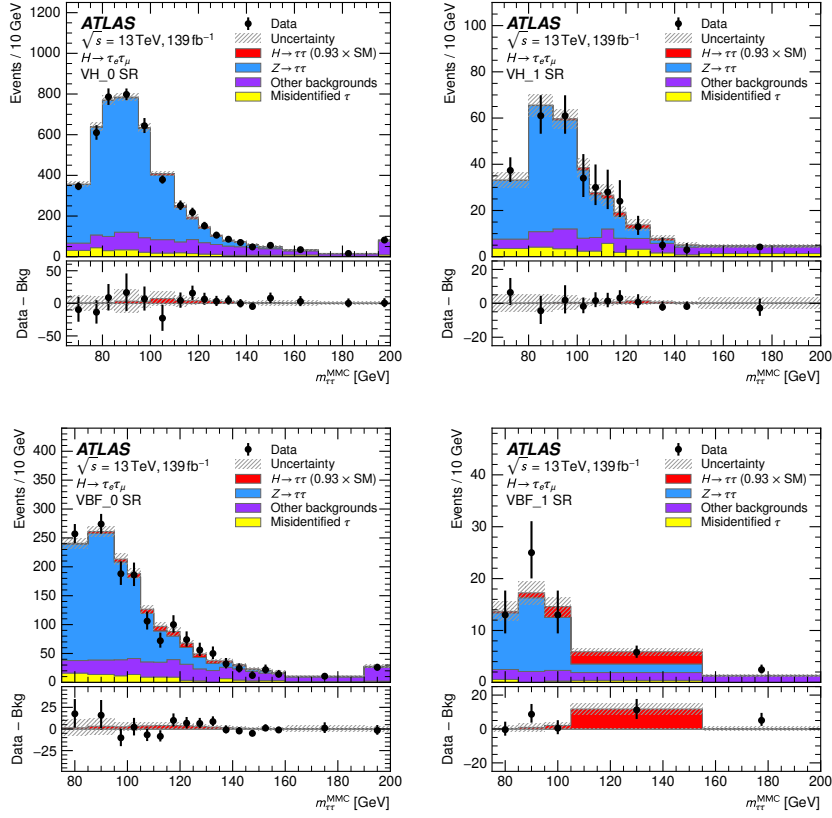 ATLAS
√s = 13 TeV, 139 fb⁻¹
H→τₑτμ
VH_0 SR
Data
Uncertainty
H→ττ (0.93 × SM)
Z→ττ
Other backgrounds
Misidentified τ
Events / 10 GeV
1200
1000
800
600
400
200
0
Data − Bkg
50
0
−50
80 100 120 140 160 180 200
m_ττ^MMC [GeV]
ATLAS
√s = 13 TeV, 139 fb⁻¹
H→τₑτμ
VH_1 SR
Data
Uncertainty
H→ττ (0.93 × SM)
Z→ττ
Other backgrounds
Misidentified τ
Events / 10 GeV
100
80
60
40
20
0
Data − Bkg
20
0
−20
60 80 100 120 140 160 180 200
m_ττ^MMC [GeV]
ATLAS
√s = 13 TeV, 139 fb⁻¹
H→τₑτμ
VBF_0 SR
Data
Uncertainty
H→ττ (0.93 × SM)
Z→ττ
Other backgrounds
Misidentified τ
Events / 10 GeV
400
350
300
250
200
150
100
50
0
Data − Bkg
25
0
−25
80 100 120 140 160 180 200
m_ττ^MMC [GeV]
ATLAS
√s = 13 TeV, 139 fb⁻¹
H→τₑτμ
VBF_1 SR
Data
Uncertainty
H→ττ (0.93 × SM)
Z→ττ
Other backgrounds
Misidentified τ
Events / 10 GeV
40
30
20
10
0
Data − Bkg
20
0
−20
80 100 120 140 160 180 200
m_ττ^MMC [GeV]